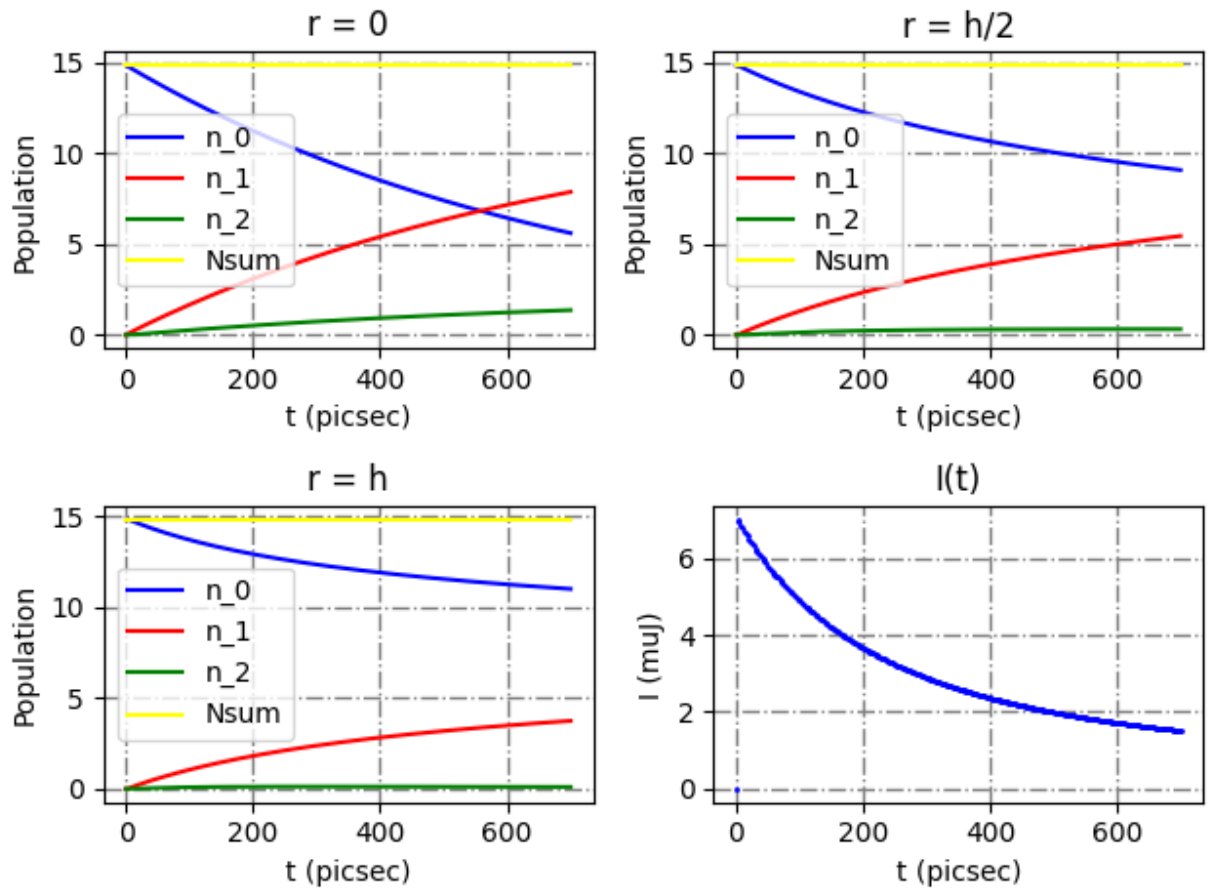 r = 0
15
10
5
0
Population
n_0
n_1
n_2
Nsum
0 200 400 600
t (picsec)
r = h/2
15
10
5
0
Population
n_0
n_1
n_2
Nsum
0 200 400 600
t (picsec)
r = h
15
10
5
0
Population
n_0
n_1
n_2
Nsum
0 200 400 600
t (picsec)
I(t)
6
4
2
0
I (muJ)
0 200 400 600
t (picsec)